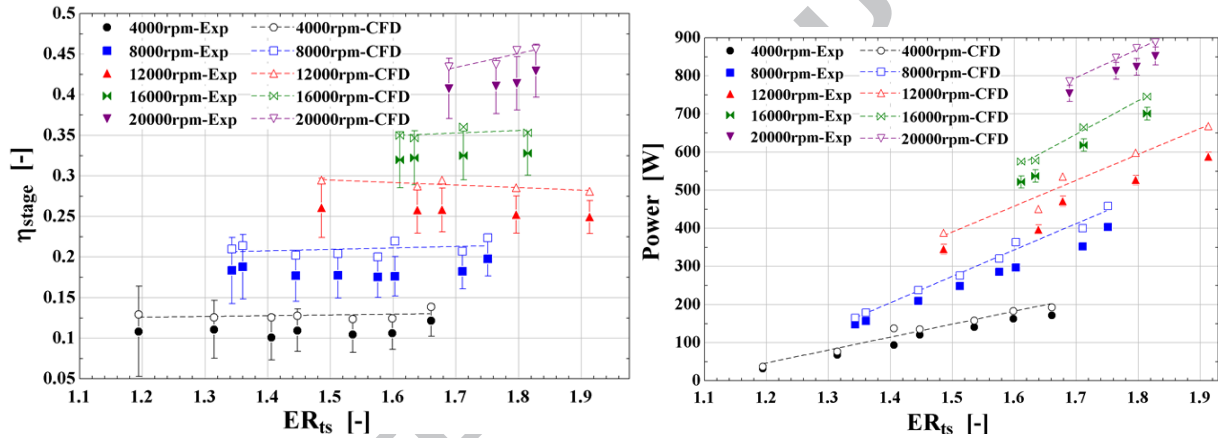 0.5
0.45
0.4
0.35
0.3
0.25
0.2
0.15
0.1
0.05
ηstage [-]
4000rpm-Exp
8000rpm-Exp
12000rpm-Exp
16000rpm-Exp
20000rpm-Exp
4000rpm-CFD
8000rpm-CFD
12000rpm-CFD
16000rpm-CFD
20000rpm-CFD
1.1 1.2 1.3 1.4 1.5 1.6 1.7 1.8 1.9
ERts [-]
900
800
700
600
500
400
300
200
100
0
Power [W]
4000rpm-Exp
8000rpm-Exp
12000rpm-Exp
16000rpm-Exp
20000rpm-Exp
4000rpm-CFD
8000rpm-CFD
12000rpm-CFD
16000rpm-CFD
20000rpm-CFD
1.1 1.2 1.3 1.4 1.5 1.6 1.7 1.8 1.9
ERts [-]